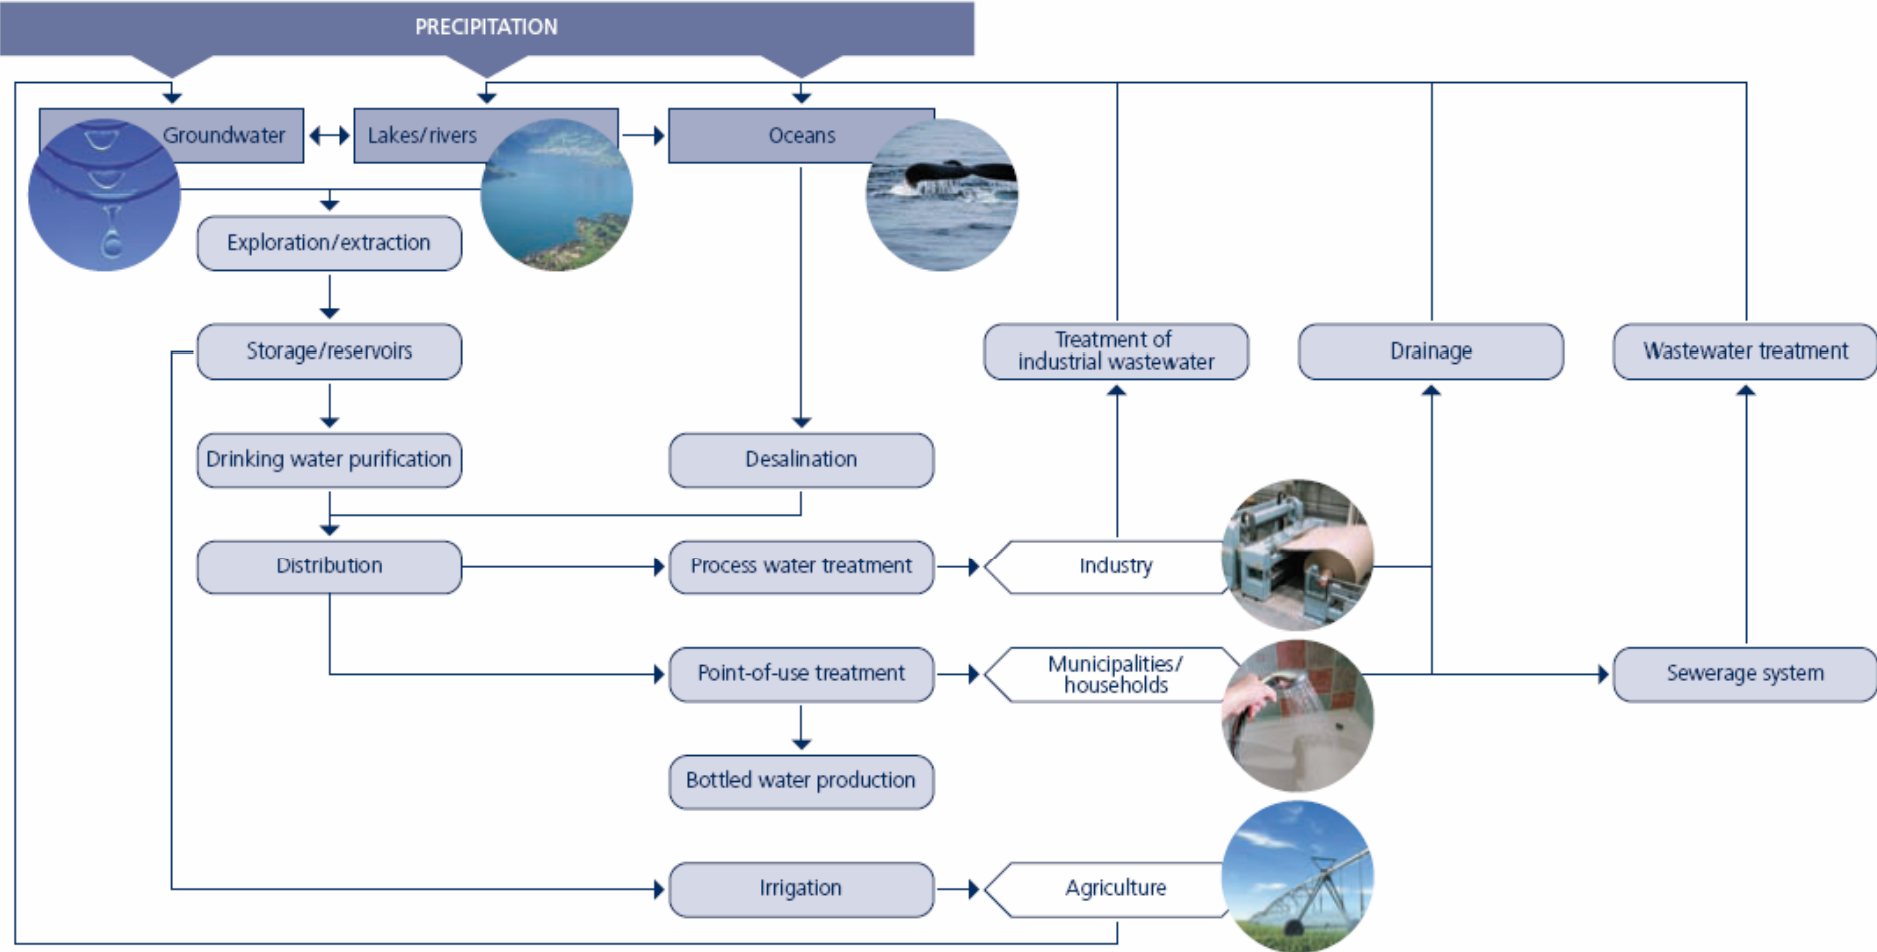 PRECIPITATION
Groundwater
Lakes/rivers
Oceans
Exploration/extraction
Storage/reservoirs
Treatment of
industrial wastewater
Drainage
Wastewater treatment
Drinking water purification
Desalination
Distribution
Process water treatment
Industry
Point-of-use treatment
Municipalities/
households
Sewerage system
Bottled water production
Irrigation
Agriculture